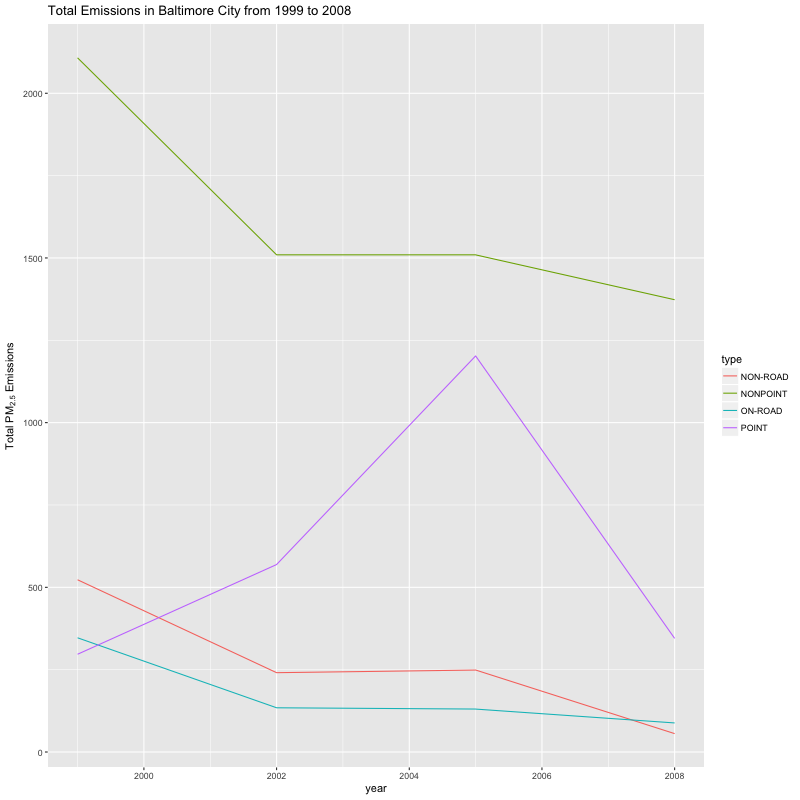 Total Emissions in Baltimore City from 1999 to 2008
Total PM2.5 Emissions
2000
1500
1000
500
0
2000 2002 2004 2006 2008
year
type
NON-ROAD
NONPOINT
ON-ROAD
POINT